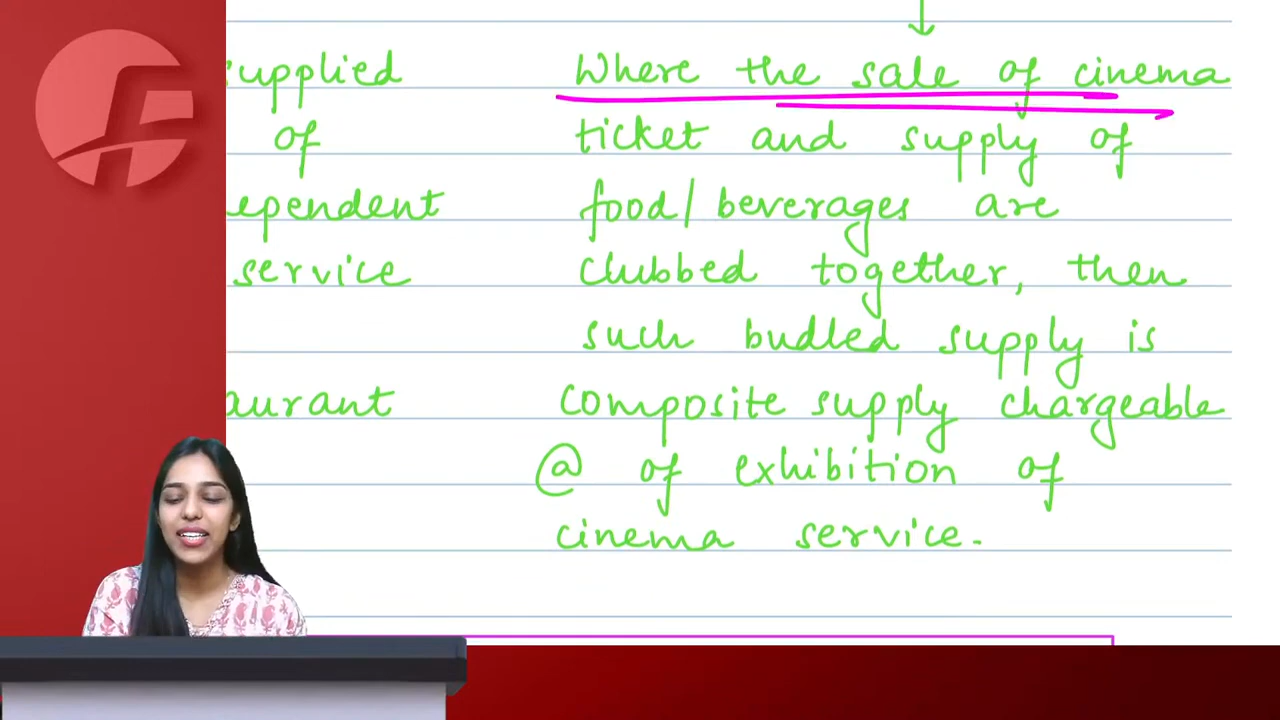 supplied
of
ependent
service
aurant
Where the sale of cinema
ticket and supply of
food/beverages are
clubbed together, then
such budled supply is
composite supply chargeable
@ of exhibition of
cinema service.